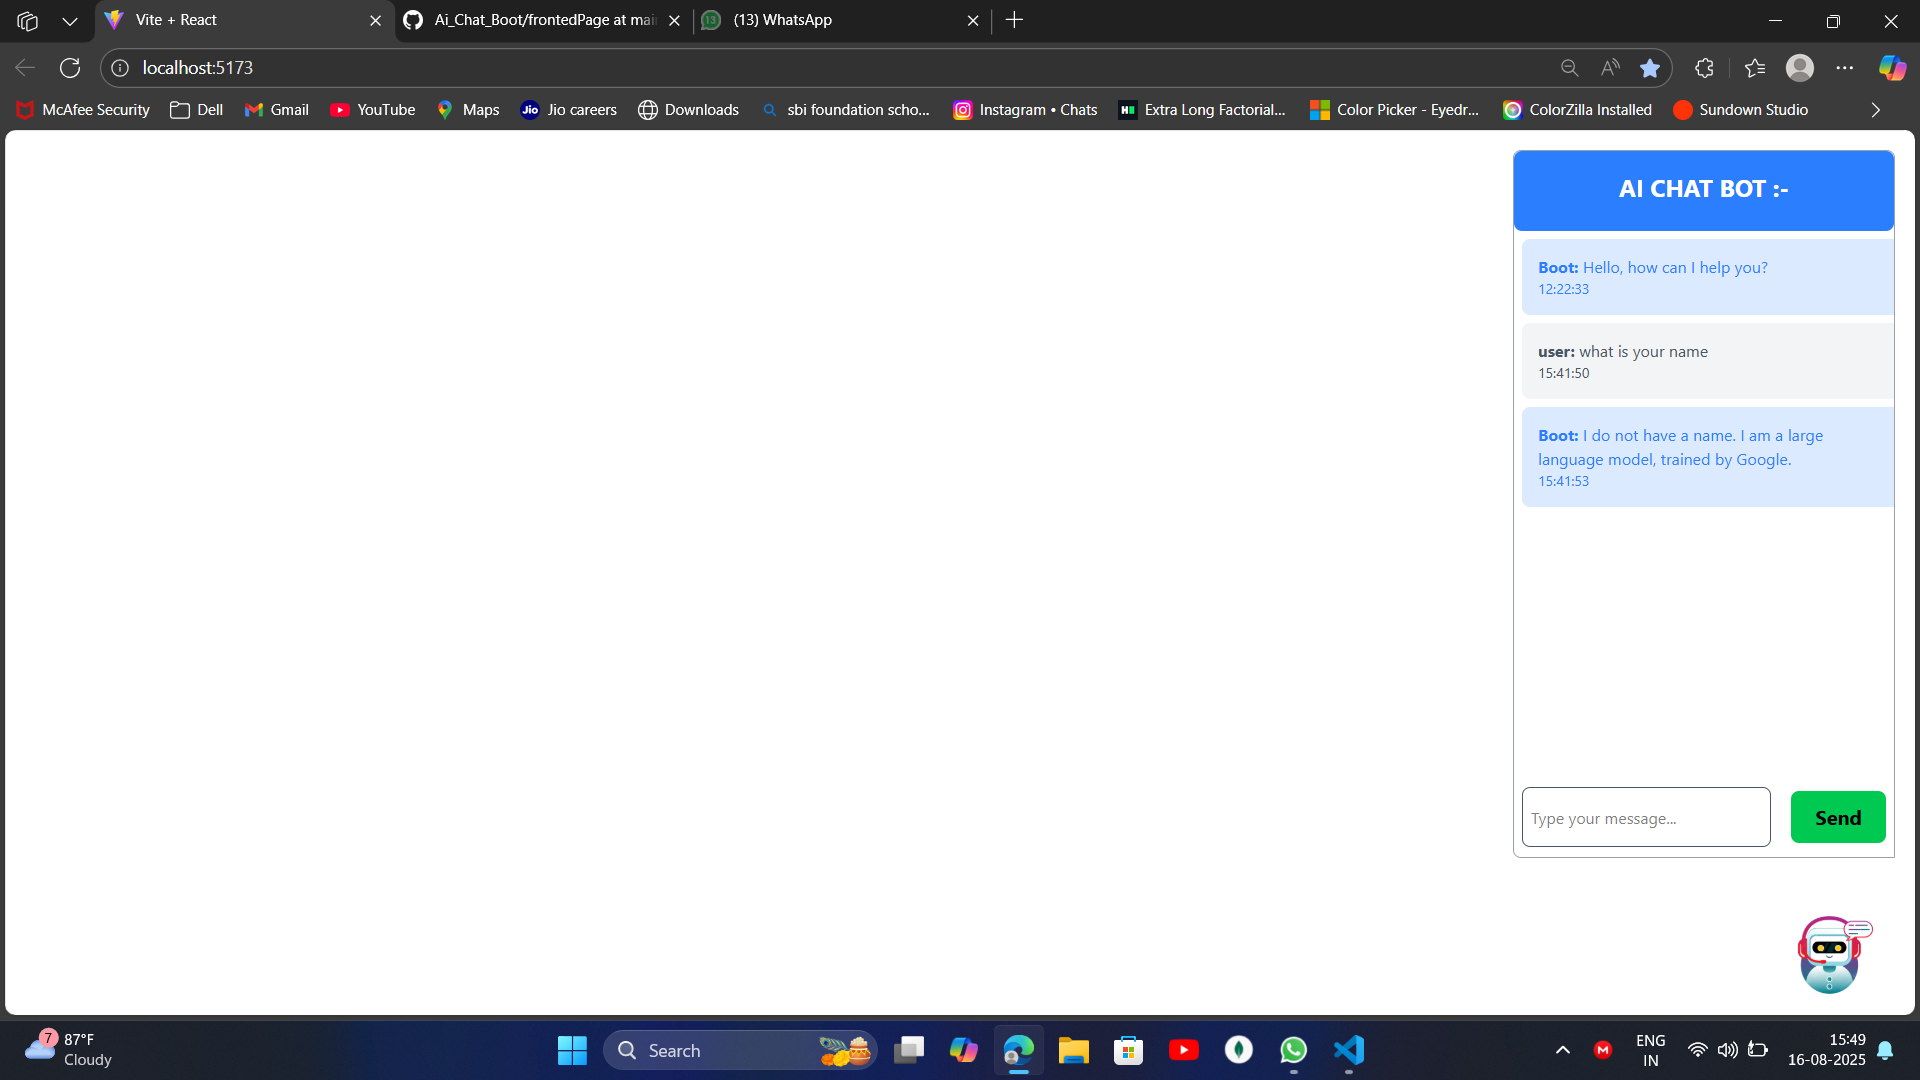 Vite + React
Ai_Chat_Boot/frontedPage at mai
13
(13) WhatsApp
localhost:5173
McAfee Security
Dell
Gmail
YouTube
Maps
Jio
Jio careers
Downloads
sbi foundation scho...
Instagram • Chats
Extra Long Factorial...
Color Picker - Eyedr...
ColorZilla Installed
Sundown Studio
AI CHAT BOT :-
Boot: Hello, how can I help you?
12:22:33
user: what is your name
15:41:50
Boot: I do not have a name. I am a large
language model, trained by Google.
15:41:53
Type your message...
Send
7
87°F
Cloudy
Search
ENG
IN
15:49
16-08-2025